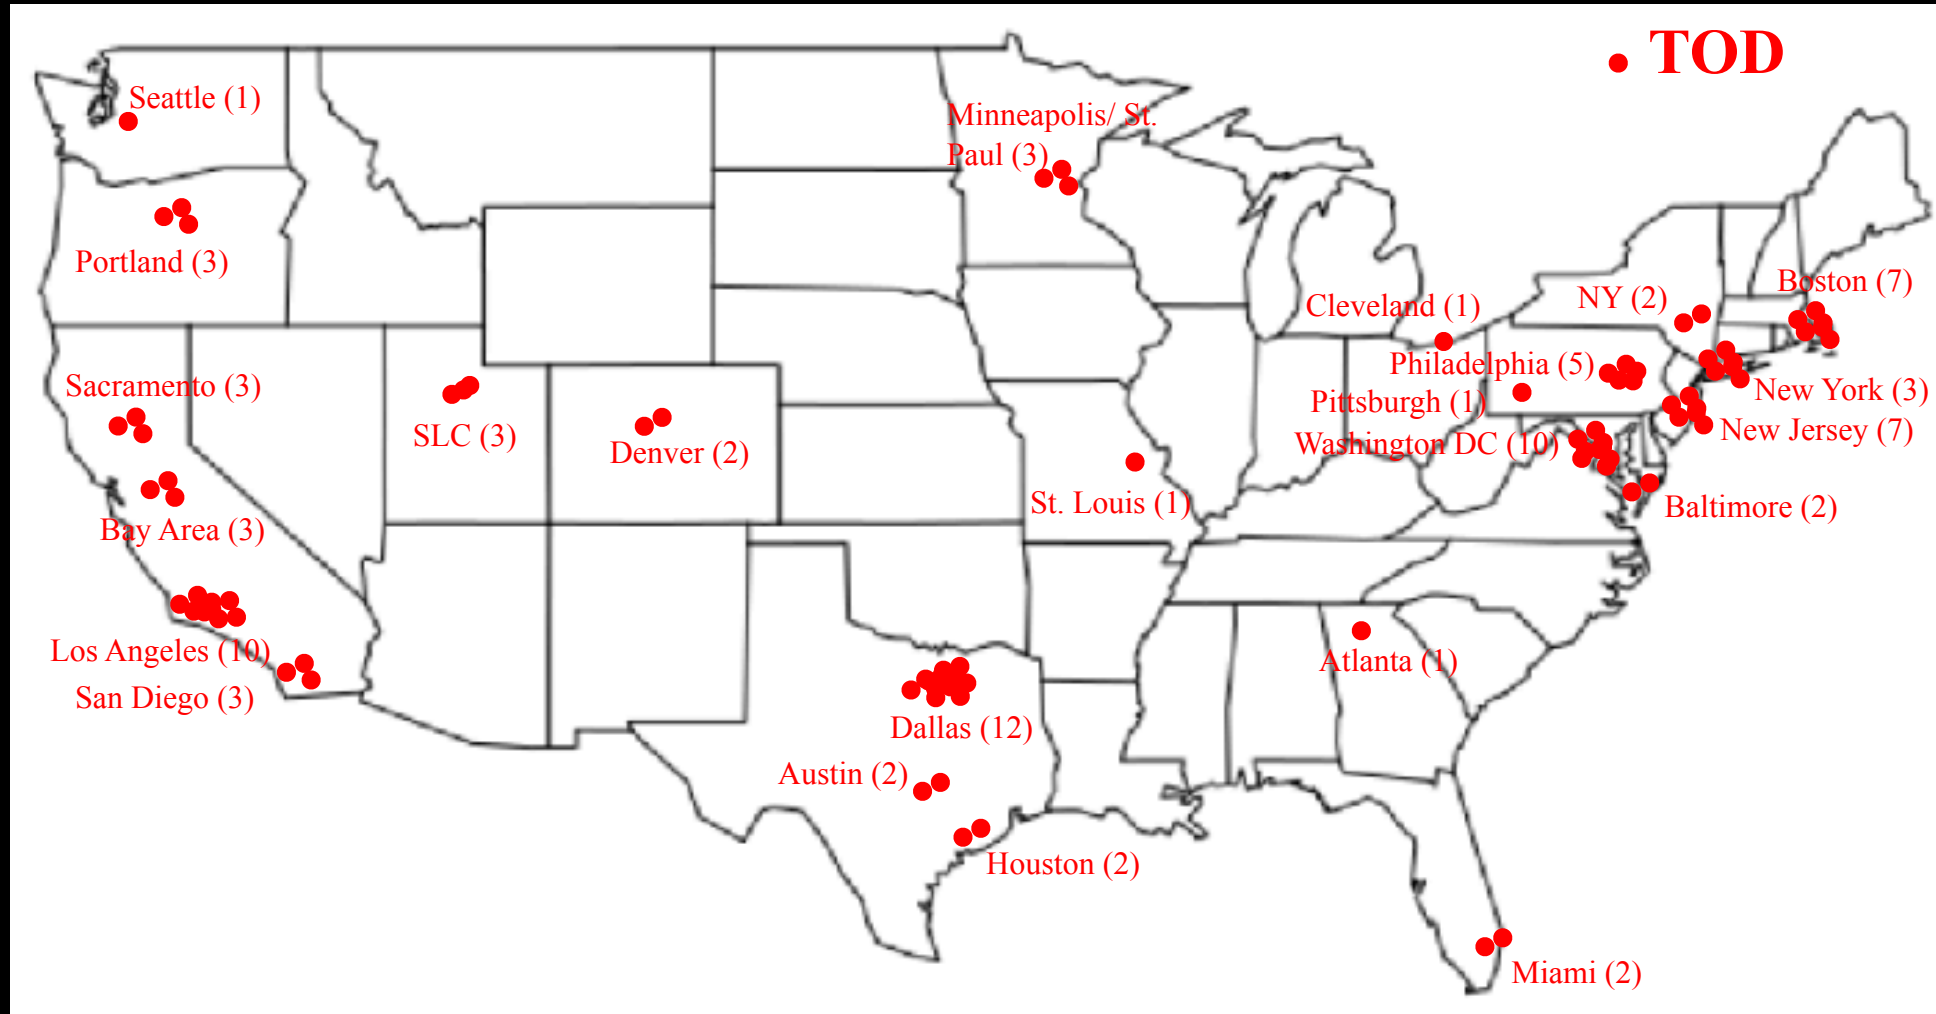 TOD
Seattle (1)
Minneapolis/ St.
Paul (3)
Portland (3)
Boston (7)
NY (2)
Cleveland (1)
Philadelphia (5)
Sacramento (3)
New York (3)
Pittsburgh (1)
New Jersey (7)
SLC (3)
Washington DC (10)
Denver (2)
St. Louis (1)
Baltimore (2)
Bay Area (3)
Los Angeles (10)
Atlanta (1)
San Diego (3)
Dallas (12)
Austin (2)
Houston (2)
Miami (2)